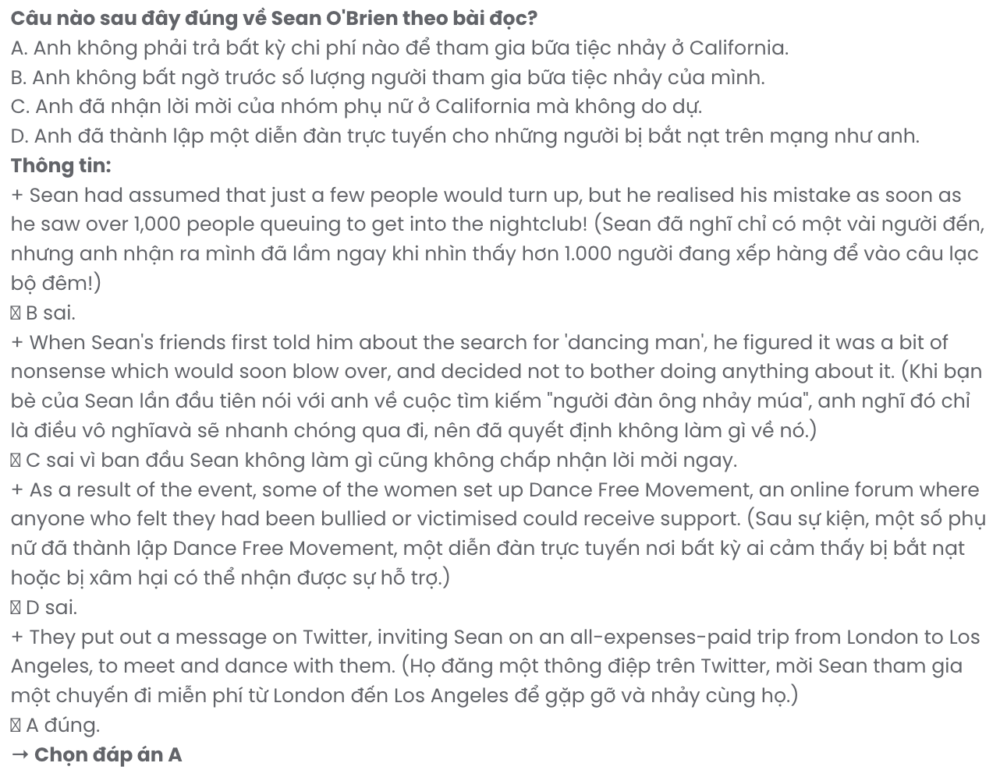 Câu nào sau đây đúng về Sean O'Brien theo bài đọc?
A. Anh không phải trả bất kỳ chi phí nào để tham gia bữa tiệc nhảy ở California.
B. Anh không bất ngờ trước số lượng người tham gia bữa tiệc nhảy của mình.
C. Anh đã nhận lời mời của nhóm phụ nữ ở California mà không do dự.
D. Anh đã thành lập một diễn đàn trực tuyến cho những người bị bắt nạt trên mạng như anh.
Thông tin:
+ Sean had assumed that just a few people would turn up, but he realised his mistake as soon as
he saw over 1,000 people queuing to get into the nightclub! (Sean đã nghĩ chỉ có một vài người đến,
nhưng anh nhận ra mình đã lầm ngay khi nhìn thấy hơn 1.000 người đang xếp hàng để vào câu lạc
bộ đêm!)
B sai.
+ When Sean's friends first told him about the search for 'dancing man', he figured it was a bit of
nonsense which would soon blow over, and decided not to bother doing anything about it. (Khi bạn
bè của Sean lần đầu tiên nói với anh về cuộc tìm kiếm "người đàn ông nhảy múa", anh nghĩ đó chỉ
là điều vô nghĩavà sẽ nhanh chóng qua đi, nên đã quyết định không làm gì về nó.)
C sai vì ban đầu Sean không làm gì cũng không chấp nhận lời mời ngay.
+ As a result of the event, some of the women set up Dance Free Movement, an online forum where
anyone who felt they had been bullied or victimised could receive support. (Sau sự kiện, một số phụ
nữ đã thành lập Dance Free Movement, một diễn đàn trực tuyến nơi bất kỳ ai cảm thấy bị bắt nạt
hoặc bị xâm hại có thể nhận được sự hỗ trợ.)
D sai.
+ They put out a message on Twitter, inviting Sean on an all-expenses-paid trip from London to Los
Angeles, to meet and dance with them. (Họ đăng một thông điệp trên Twitter, mời Sean tham gia
một chuyến đi miễn phí từ London đến Los Angeles để gặp gỡ và nhảy cùng họ.)
A đúng.
→ Chọn đáp án A